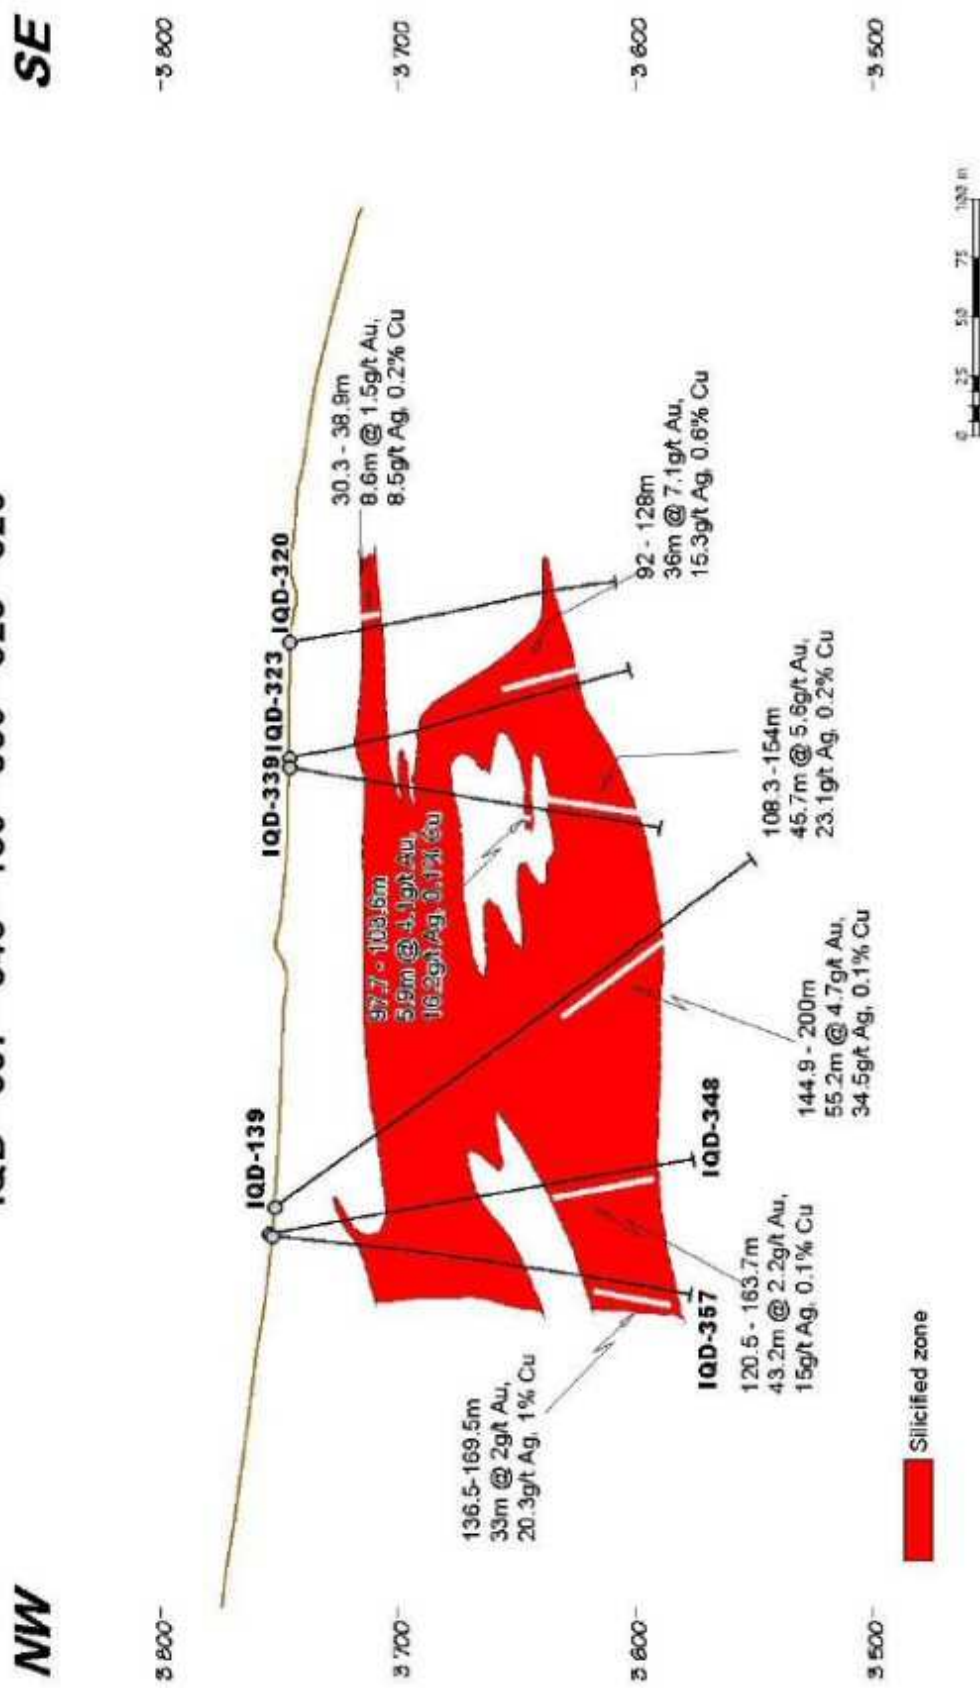 NW
SE
3 800-
-3 800
IQD-139
IQD-339
IQD-323
IQD-320
3 700-
-3 700
30.3 - 38.9m
8.6m @ 1.5g/t Au,
8.5g/t Ag, 0.2% Cu
97.7 - 103.6m
5.9m @ 4.1g/t Au,
16.2g/t Ag, 0.1% Cu
136.5-169.5m
33m @ 2g/t Au,
20.3g/t Ag, 1% Cu
3 600-
-3 600
92 - 128m
36m @ 7.1g/t Au,
15.3g/t Ag, 0.6% Cu
IQD-357
IQD-348
120.5 - 163.7m
43.2m @ 2.2g/t Au,
15g/t Ag, 0.1% Cu
144.9 - 200m
55.2m @ 4.7g/t Au,
34.5g/t Ag, 0.1% Cu
108.3 -154m
45.7m @ 5.6g/t Au,
23.1g/t Ag, 0.2% Cu
3 500-
-3 500
Silicified zone
0 25 50 75 100 m